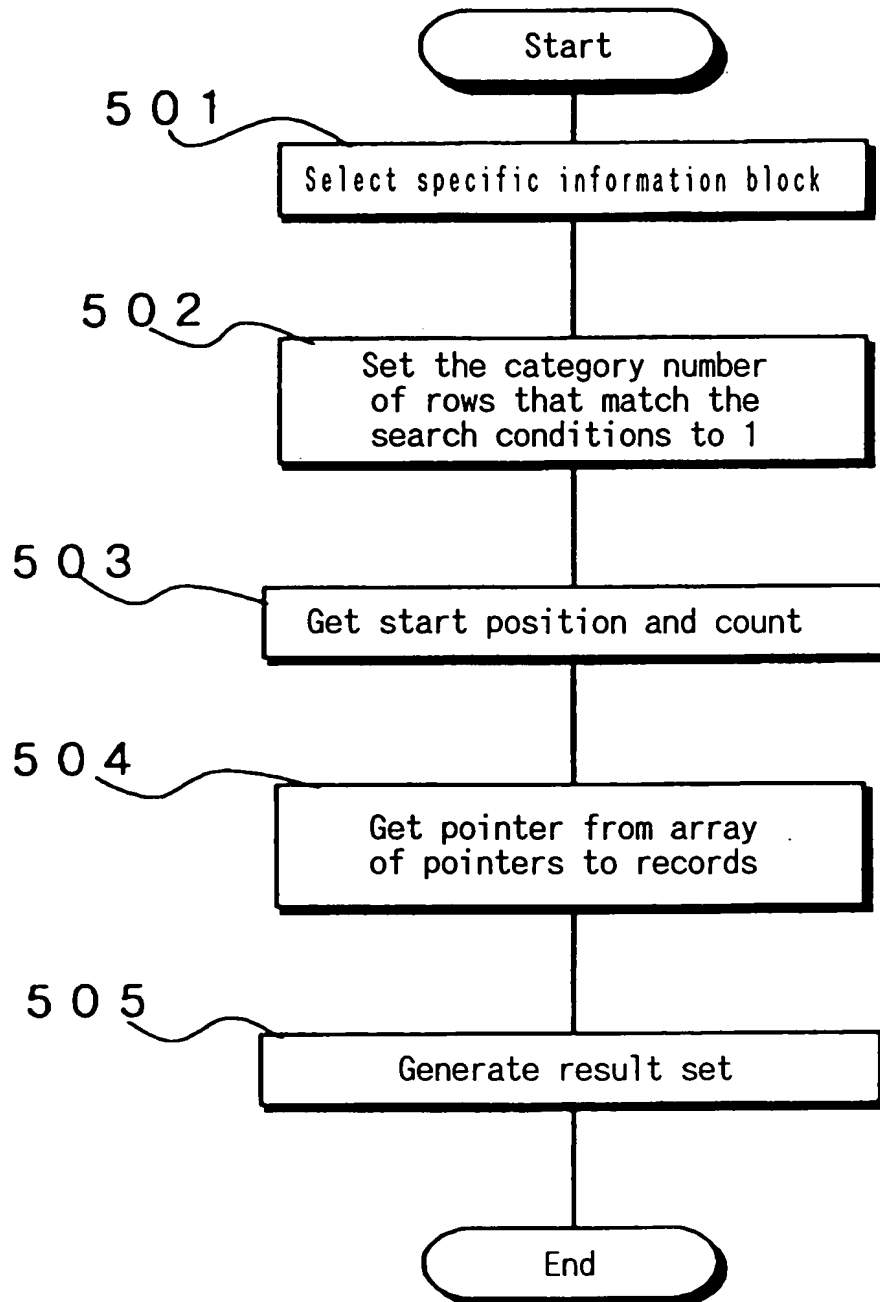 Start
501
Select specific information block
502
Set the category number
of rows that match the
search conditions to 1
503
Get start position and count
504
Get pointer from array
of pointers to records
505
Generate result set
End